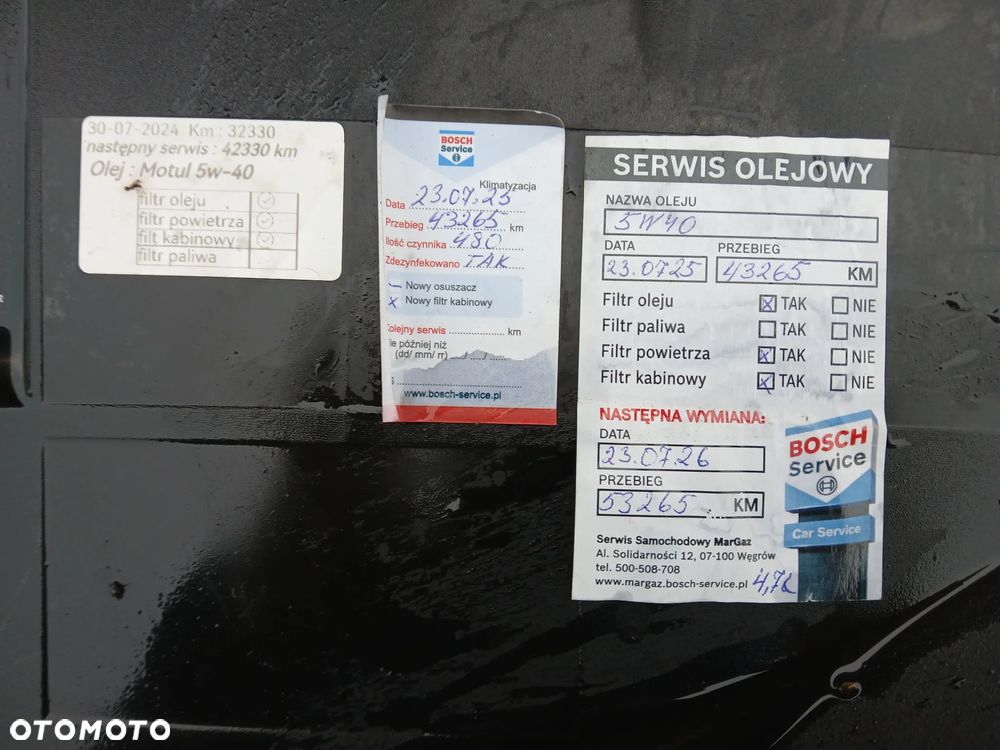 30-07-2024 Km : 32330
następny serwis : 42330 km
Olej : Motul 5w-40
filtr oleju
filtr powietrza
filt kabinowy
filtr paliwa
BOSCH
Service
Klimatyzacja
Data 23.07.25
Przebieg 43265 km
Ilość czynnika 480
Zdezynfekowano TAK
Nowy osuszacz
x Nowy filtr kabinowy
Kolejny serwis ................ km
nie później niż
(dd/ mm/ rr) ..../..../....
www.bosch-service.pl
SERWIS OLEJOWY
NAZWA OLEJU
5W40
DATA PRZEBIEG
23.0725 43265 KM
Filtr oleju x TAK NIE
Filtr paliwa TAK NIE
Filtr powietrza x TAK NIE
Filtr kabinowy x TAK NIE
NASTĘPNA WYMIANA:
DATA
23.07.26
PRZEBIEG
53265 KM
BOSCH
Service
Car Service
Serwis Samochodowy MarGaz
Al. Solidarności 12, 07-100 Węgrów
tel. 500-508-708
www.margaz.bosch-service.pl 4,7L
OTOMOTO